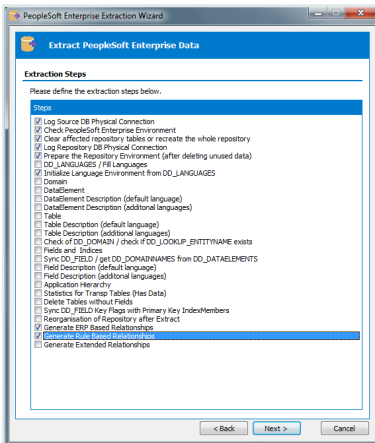 PeopleSoft Enterprise Extraction Wizard
Extract PeopleSoft Enterprise Data
Extraction Steps
Please define the extraction steps below.
Steps
Log Source DB Physical Connection
Check PeopleSoft Enterprise Environment
Clear affected repository tables or recreate the whole repository
Log Repository DB Physical Connection
Prepare the Repository Environment (after deleting unused data)
DD_LANGUAGES / Fill Languages
Initialize Language Environment from DD_LANGUAGES
Domain
DataElement
DataElement Description (default language)
DataElement Description (additonal languages)
Table
Table Description (default language)
Table Description (additional languages)
Check of DD_DOMAIN / check if DD_LOOKUP_ENTITYNAME exists
Fields and Indices
Sync DD_FIELD / get DD_DOMAINNAMES from DD_DATAELEMENTS
Field Description (default language)
Field Description (additonal languages)
Application Hierarchy
Statistics for Transp Tables (Has Data)
Delete Tables without Fields
Sync DD_FIELD Key Flags with Primary Key IndexMembers
Reorganisation of Repository after Extract
Generate ERP Based Relationships
Generate Rule Based Relationships
Generate Extended Relationships
< Back Next > Cancel